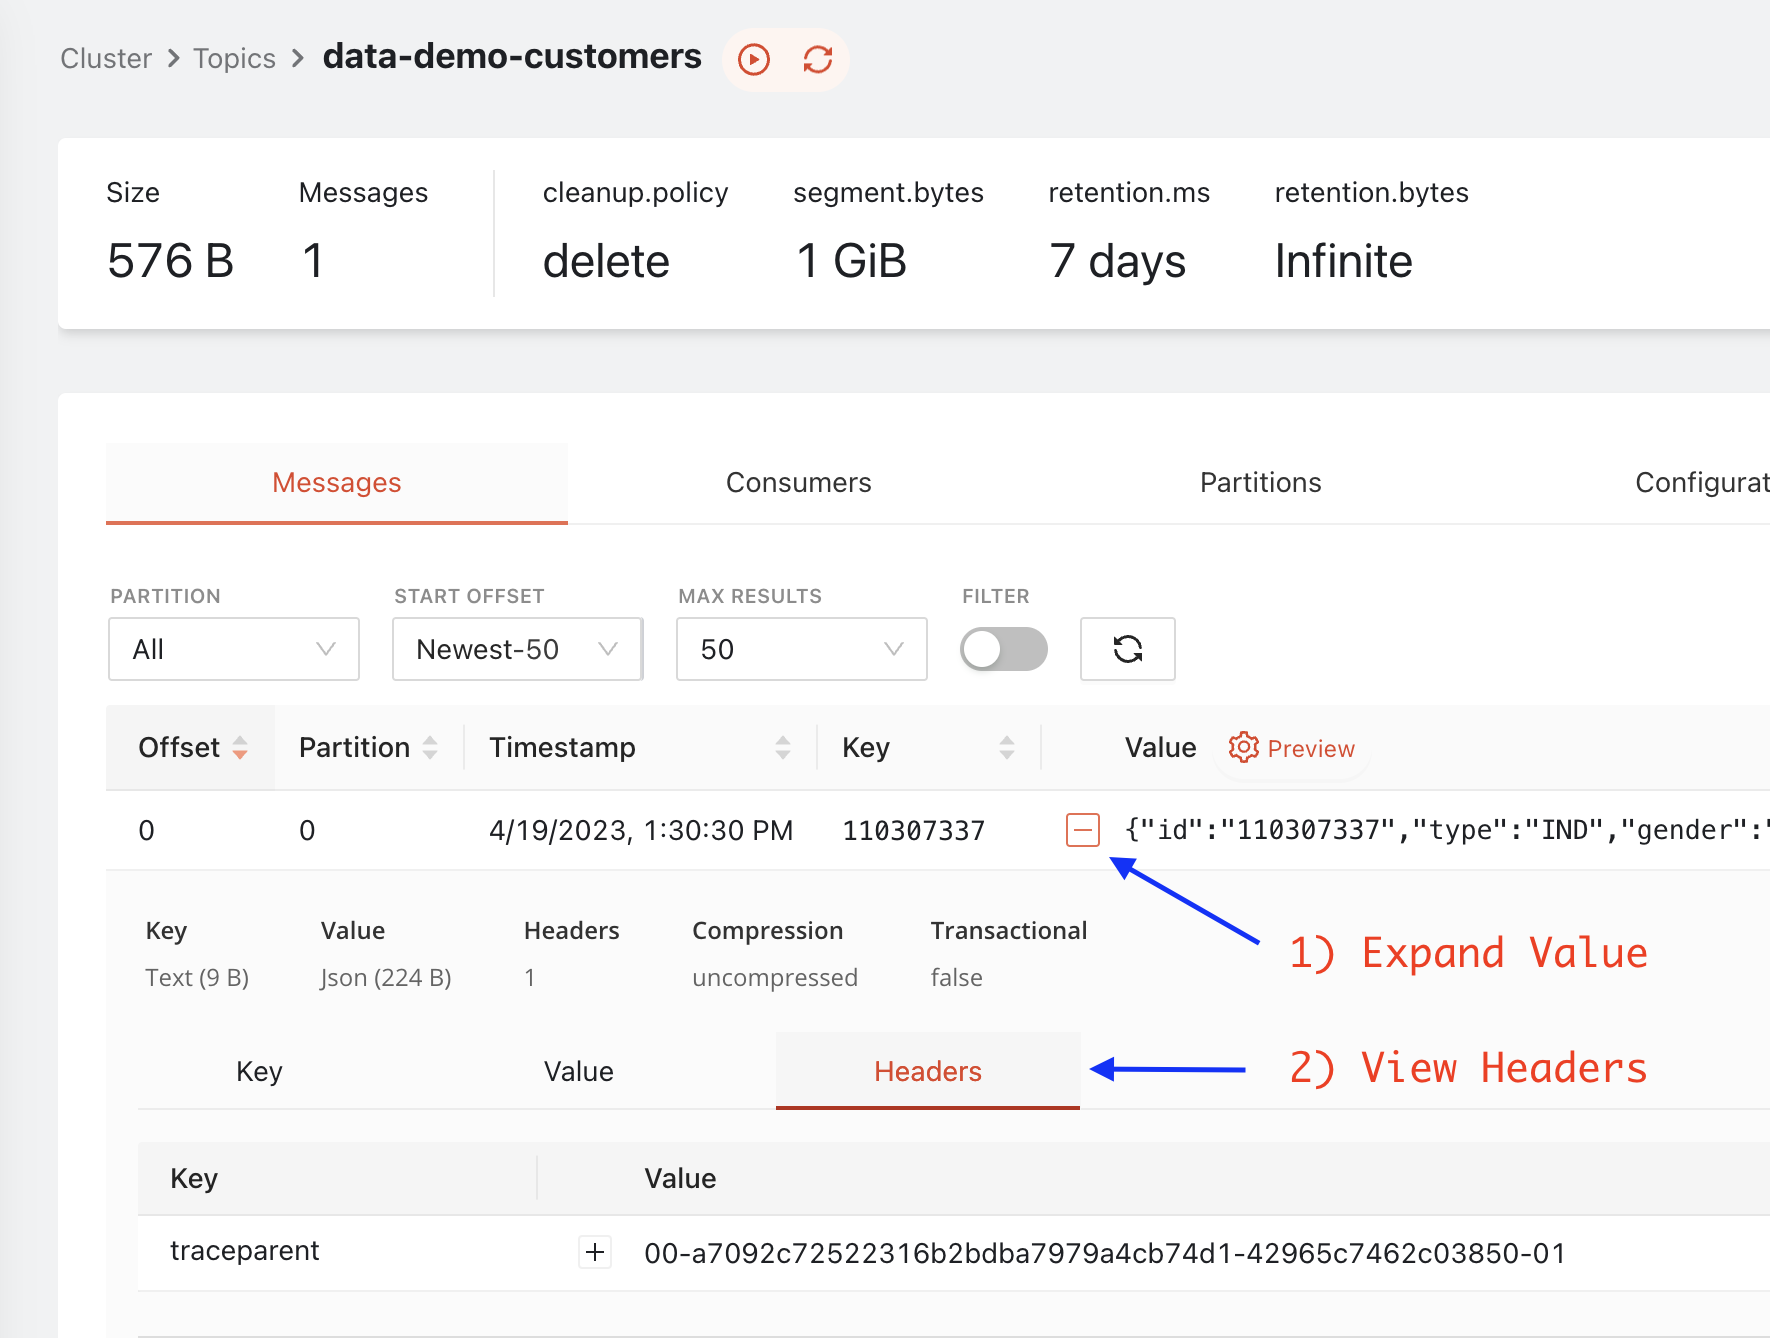 Cluster > Topics > data-demo-customers
Size Messages cleanup.policy segment.bytes retention.ms retention.bytes
576 B 1 delete 1 GiB 7 days Infinite
Messages Consumers Partitions Configurat
PARTITION START OFFSET MAX RESULTS FILTER
All Newest-50 50
Offset Partition Timestamp Key Value Preview
0 0 4/19/2023, 1:30:30 PM 110307337 {"id":"110307337","type":"IND","gender":"
Key Value Headers Compression Transactional
1) Expand Value
Text (9 B) Json (224 B) 1 uncompressed false
Key Value Headers
2) View Headers
Key Value
traceparent 00-a7092c72522316b2bdba7979a4cb74d1-42965c7462c03850-01